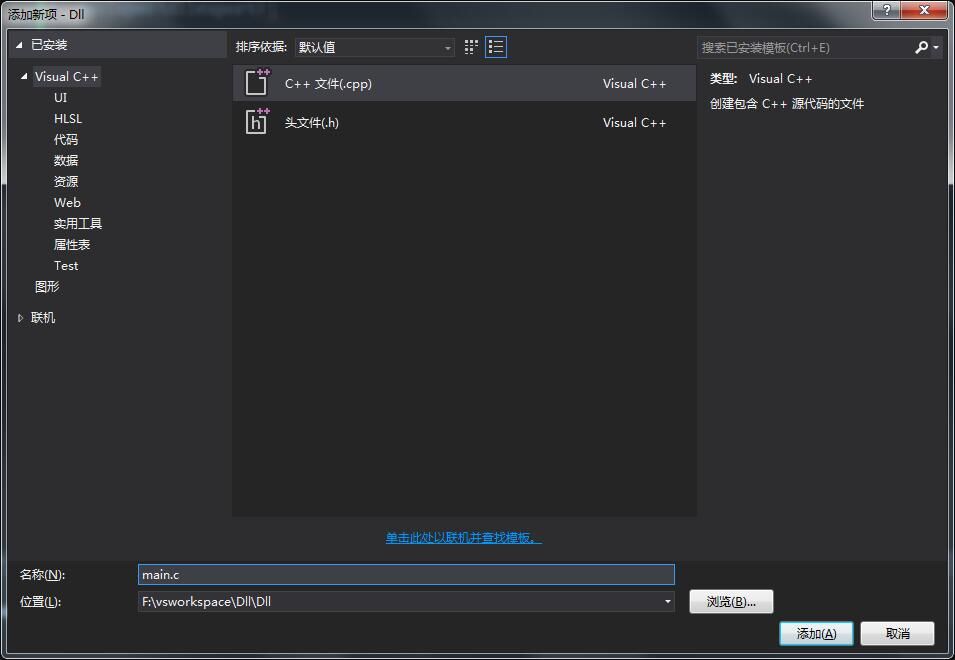 添加新项 - Dll
已安装
排序依据: 默认值
搜索已安装模板(Ctrl+E)
Visual C++
UI
HLSL
代码
数据
资源
Web
实用工具
属性表
Test
图形
联机
C++ 文件(.cpp) Visual C++
头文件(.h) Visual C++
类型: Visual C++
创建包含 C++ 源代码的文件
单击此处以联机并查找模板。
名称(N): main.c
位置(L): F:\vsworkspace\Dll\Dll
浏览(B)...
添加(A) 取消